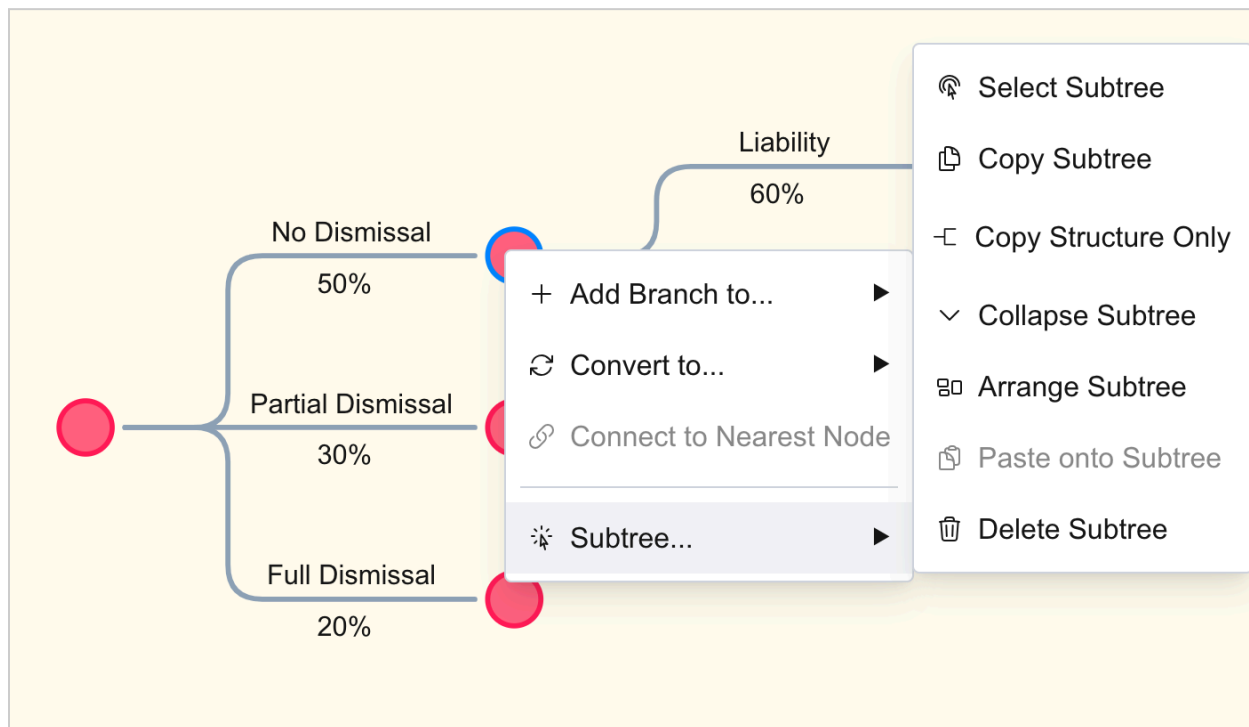 Liability
60%
No Dismissal
50%
Partial Dismissal
30%
Full Dismissal
20%
Add Branch to...
Convert to...
Connect to Nearest Node
Subtree...
Select Subtree
Copy Subtree
Copy Structure Only
Collapse Subtree
Arrange Subtree
Paste onto Subtree
Delete Subtree